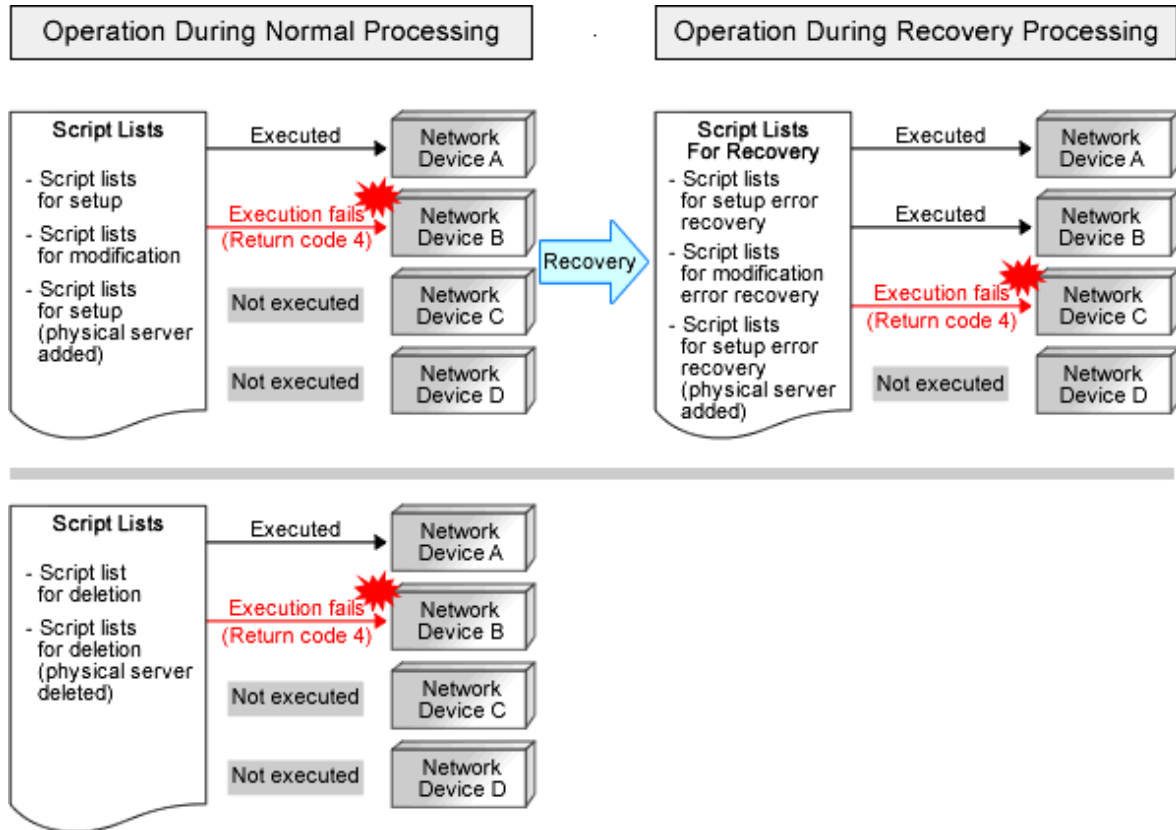 Operation During Normal Processing
Operation During Recovery Processing
Script Lists
- Script lists
for setup
- Script lists
for modification
- Script lists
for setup
(physical server
added)
Executed
Network
Device A
Execution fails
(Return code 4)
Network
Device B
Not executed
Network
Device C
Not executed
Network
Device D
Recovery
Script Lists
For Recovery
- Script lists
for setup error
recovery
- Script lists
for modification
error recovery
- Script lists
for setup error
recovery
(physical server
added)
Executed
Network
Device A
Executed
Network
Device B
Execution fails
(Return code 4)
Network
Device C
Not executed
Network
Device D
Script Lists
- Script list
for deletion
- Script lists
for deletion
(physical server
deleted)
Executed
Network
Device A
Execution fails
(Return code 4)
Network
Device B
Not executed
Network
Device C
Not executed
Network
Device D